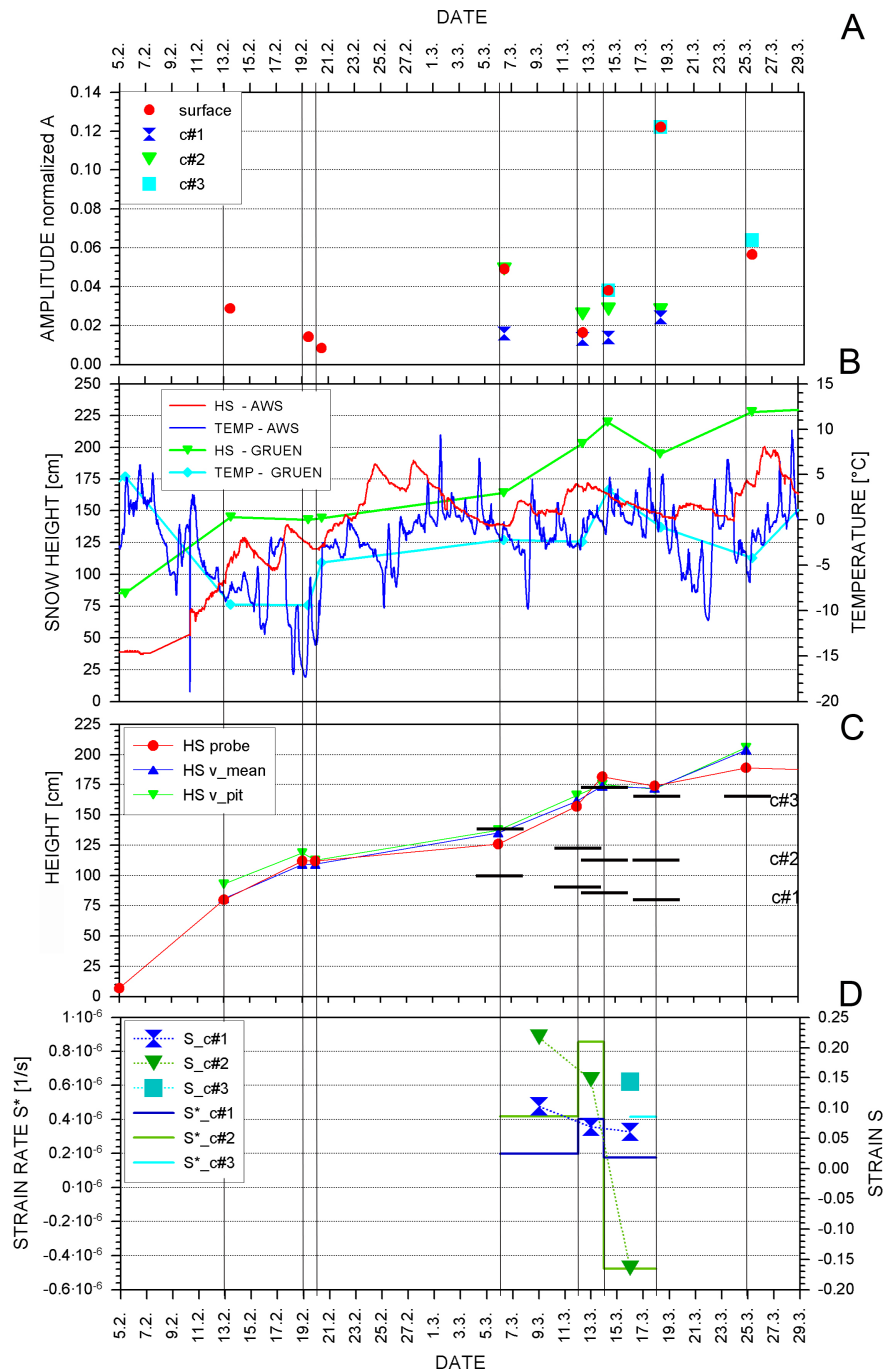 DATE
A
5.2. 7.2. 9.2. 11.2. 13.2. 15.2. 17.2. 19.2. 21.2. 23.2. 25.2. 27.2. 1.3. 3.3. 5.3. 7.3. 9.3. 11.3. 13.3. 15.3. 17.3. 19.3. 21.3. 23.3. 25.3. 27.3. 29.3.
AMPLITUDE normalized A
0.14
0.12
0.10
0.08
0.06
0.04
0.02
0.00
surface
c#1
c#2
c#3
B
SNOW HEIGHT [cm]
250
225
200
175
150
125
100
75
50
25
0
HS - AWS
TEMP - AWS
HS - GRUEN
TEMP - GRUEN
15
10
5
0
-5
-10
-15
-20
TEMPERATURE [°C]
C
HEIGHT [cm]
225
200
175
150
125
100
75
50
25
0
HS probe
HS v_mean
HS v_pit
c#3
c#2
c#1
D
STRAIN RATE S* [1/s]
1·0⁻⁶
0.8·0⁻⁶
0.6·0⁻⁶
0.4·0⁻⁶
0.2·0⁻⁶
0·0⁻⁶
-0.2·0⁻⁶
-0.4·0⁻⁶
-0.6·0⁻⁶
S_c#1
S_c#2
S_c#3
S*_c#1
S*_c#2
S*_c#3
0.25
0.20
0.15
0.10
0.05
0.00
-0.05
-0.10
-0.15
-0.20
STRAIN S
5.2. 7.2. 9.2. 11.2. 13.2. 15.2. 17.2. 19.2. 21.2. 23.2. 25.2. 27.2. 1.3. 3.3. 5.3. 7.3. 9.3. 11.3. 13.3. 15.3. 17.3. 19.3. 21.3. 23.3. 25.3. 27.3. 29.3.
DATE